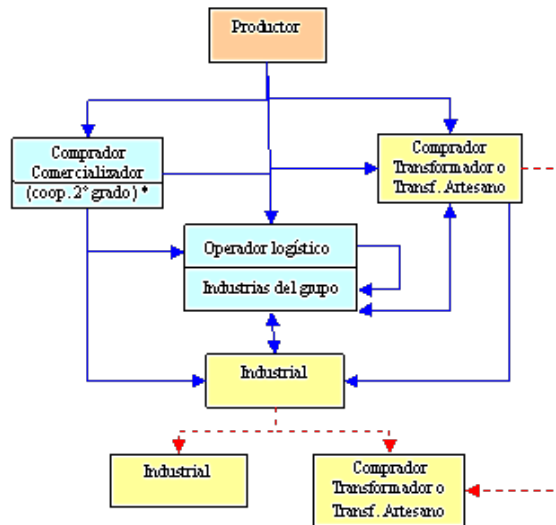 Productor
Comprador
Comercializador
(coop. 2º grado) *
Comprador
Transformador o
Transf. Artesano
Operador logístico
Industrias del grupo
Industrial
Industrial
Comprador
Transformador o
Transf. Artesano